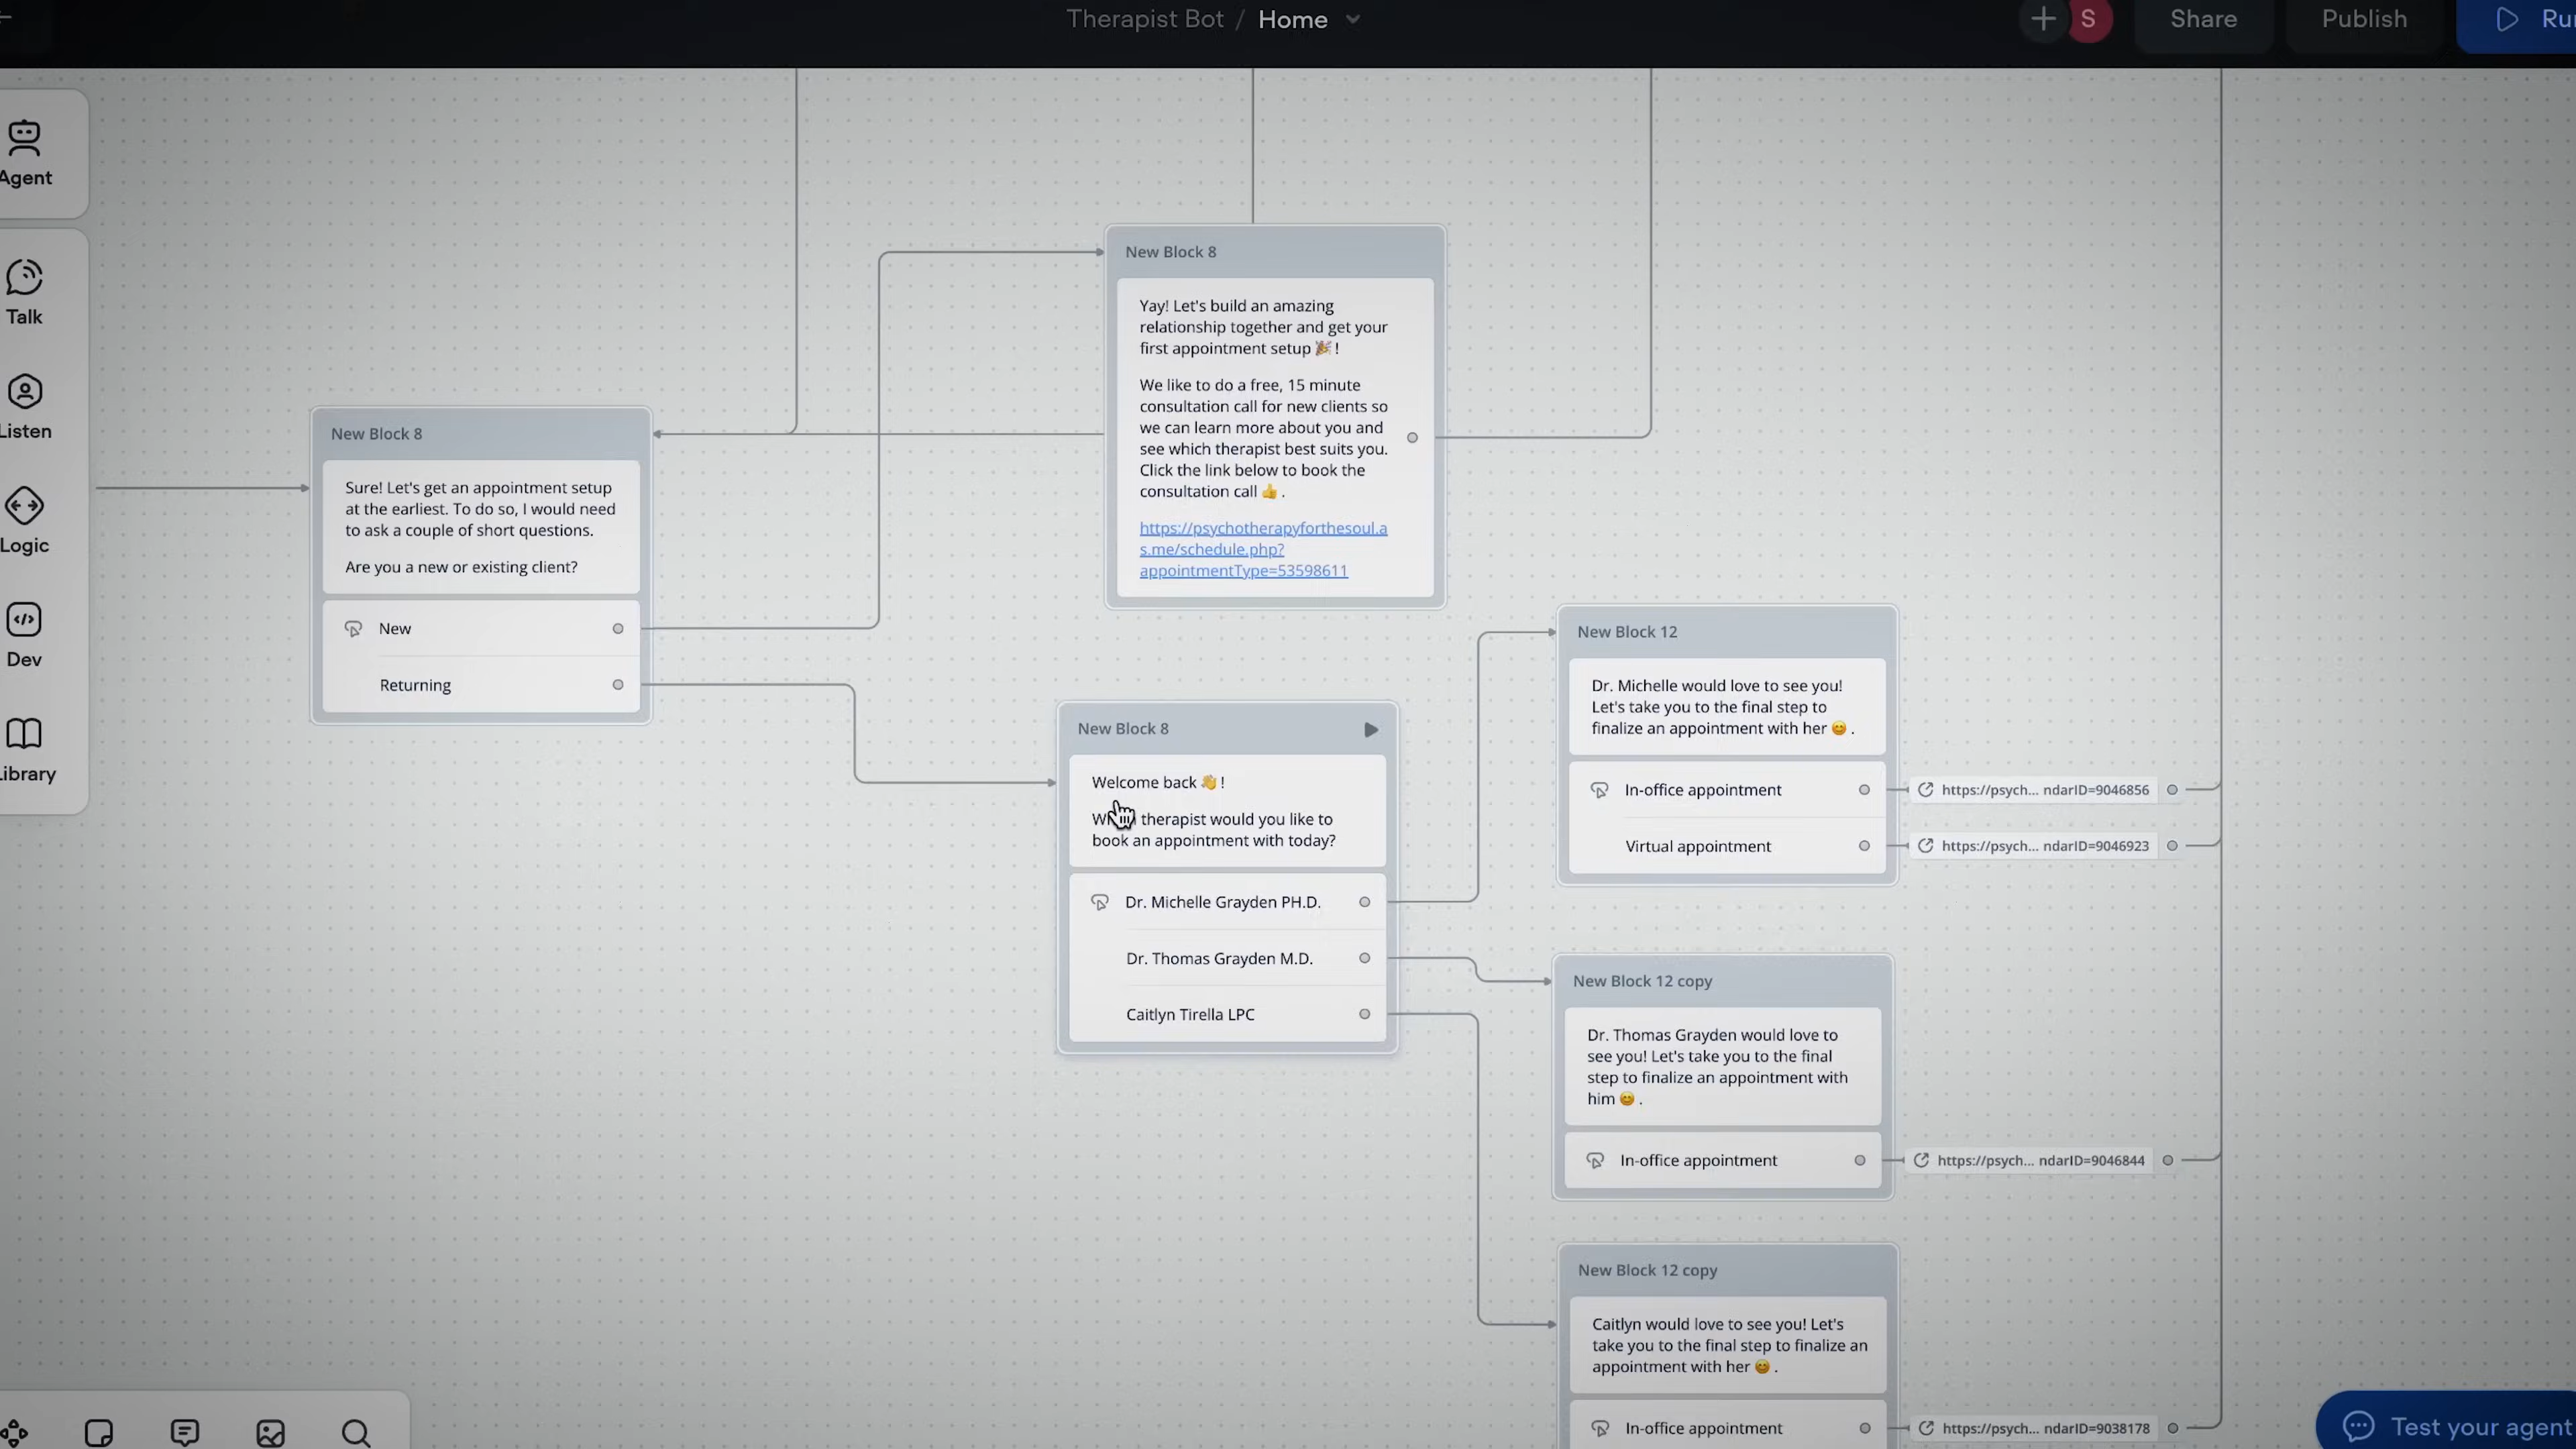 Therapist Bot / Home
S
Share
Publish
Agent
Talk
Listen
Logic
Dev
Library
New Block 8
Sure! Let's get an appointment setup
at the earliest. To do so, I would need
to ask a couple of short questions.
Are you a new or existing client?
New
Returning
New Block 8
Yay! Let's build an amazing
relationship together and get your
first appointment setup 🎉 !
We like to do a free, 15 minute
consultation call for new clients so
we can learn more about you and
see which therapist best suits you.
Click the link below to book the
consultation call 👍 .
https://psychotherapyforthesoul.a
s.me/schedule.php?
appointmentType=53598611
New Block 8
Welcome back 👋 !
therapist would you like to
book an appointment with today?
Dr. Michelle Grayden PH.D.
Dr. Thomas Grayden M.D.
Caitlyn Tirella LPC
New Block 12
Dr. Michelle would love to see you!
Let's take you to the final step to
finalize an appointment with her 😊 .
In-office appointment
https://psych... ndarID=9046856
Virtual appointment
https://psych... ndarID=9046923
New Block 12 copy
Dr. Thomas Grayden would love to
see you! Let's take you to the final
step to finalize an appointment with
him 😊 .
In-office appointment
https://psych... ndarID=9046844
New Block 12 copy
Caitlyn would love to see you! Let's
take you to the final step to finalize an
appointment with her 😊 .
In-office appointment
https://psych... ndarID=9038178
Test your agent